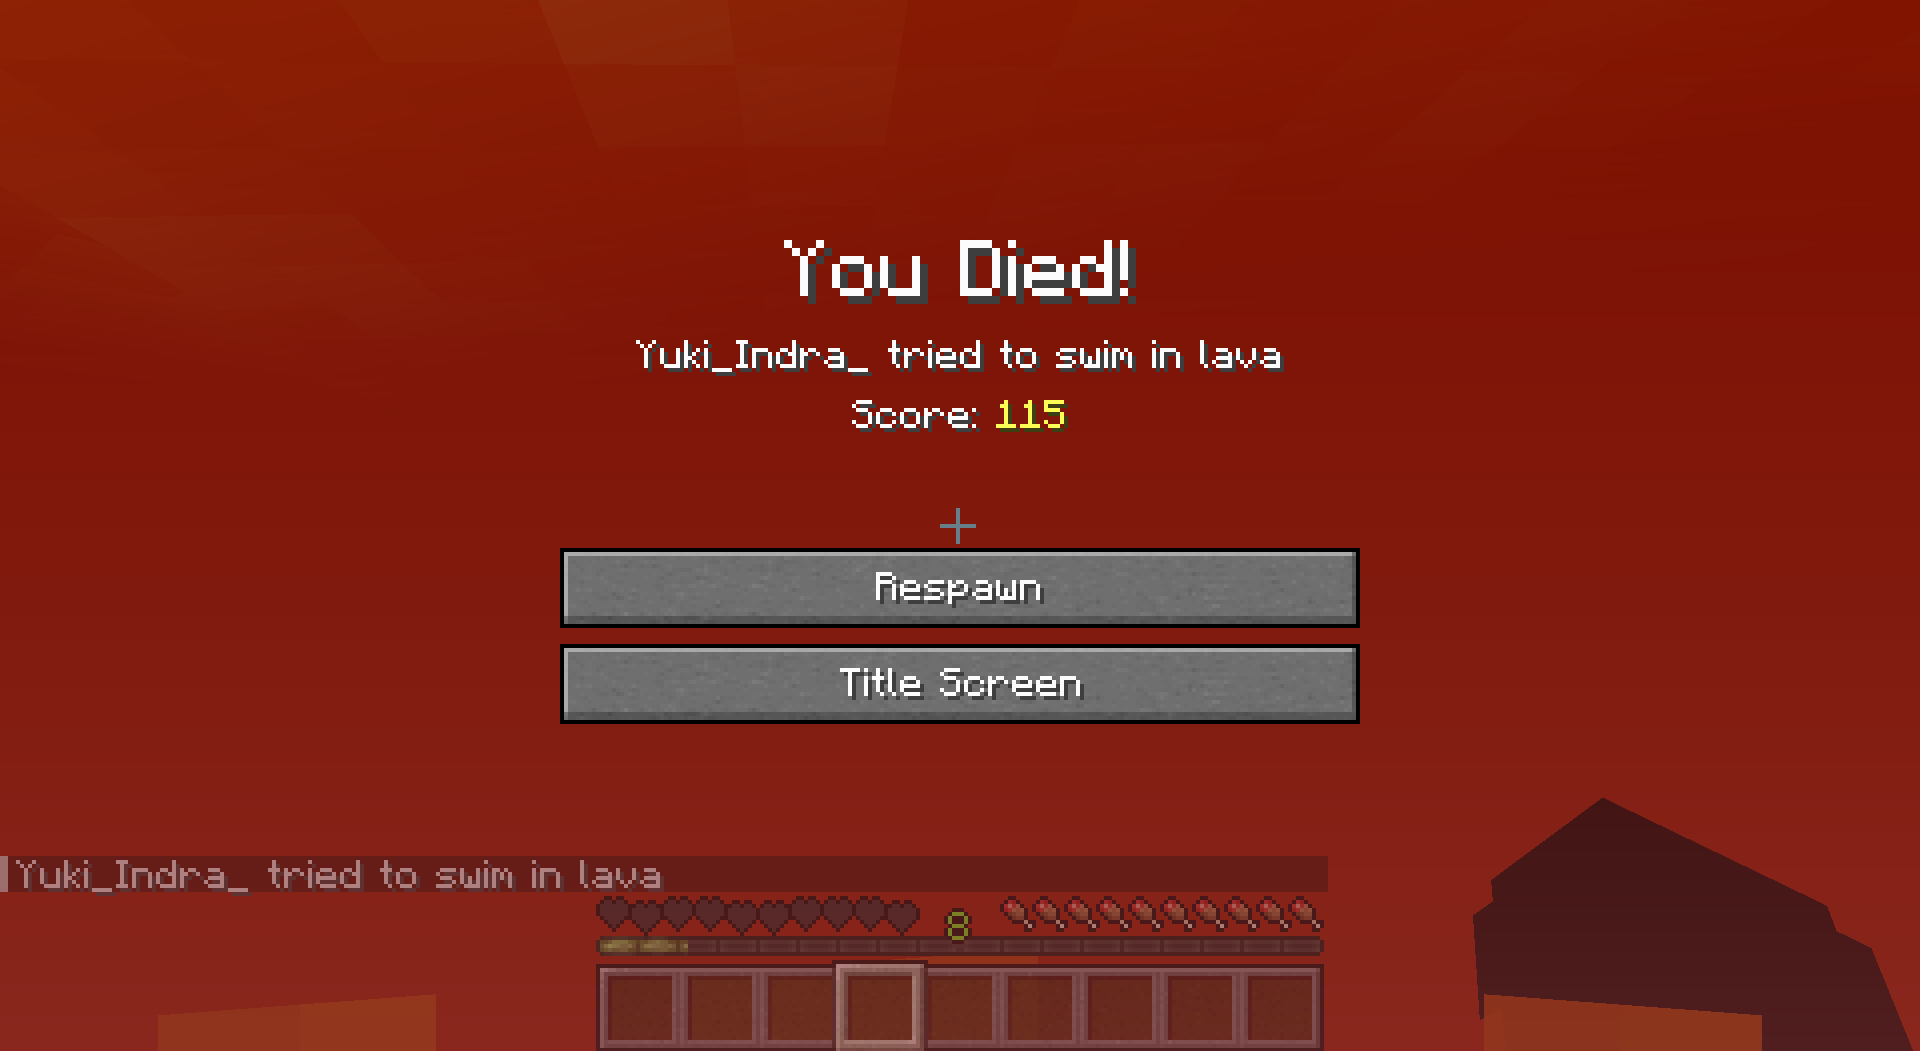 You Died!
Yuki_Indra_ tried to swim in lava
Score: 115
Respawn
Title Screen
Yuki_Indra_ tried to swim in lava
8